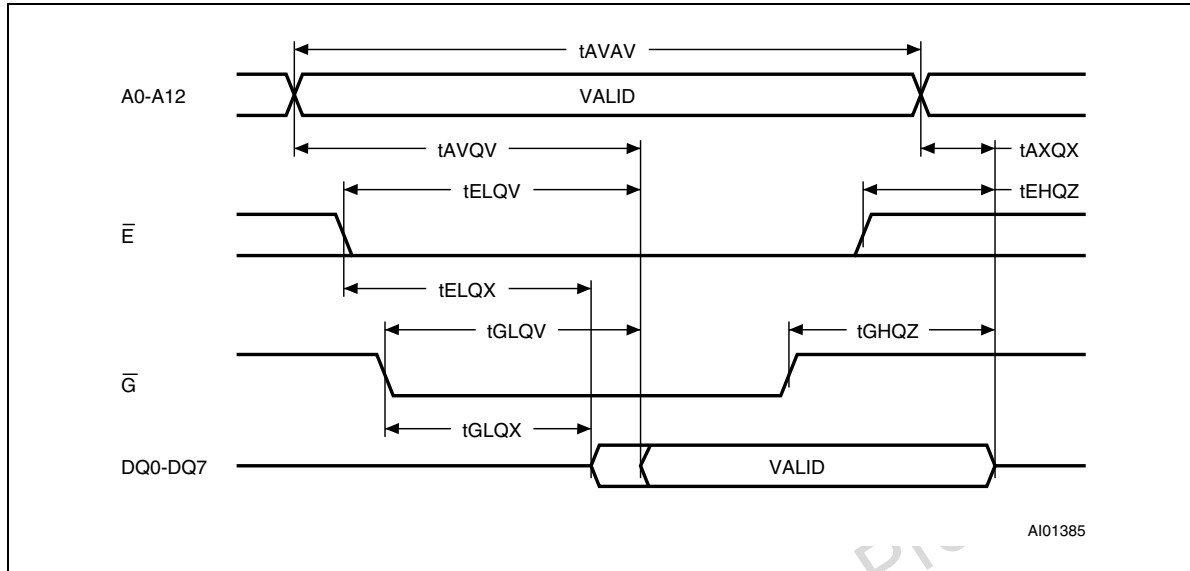 tAVAV
A0-A12
VALID
tAVQV
tAXQX
tELQV
tEHQZ
E̅
tELQX
tGLQV
tGHQZ
G̅
tGLQX
DQ0-DQ7
VALID
AI01385